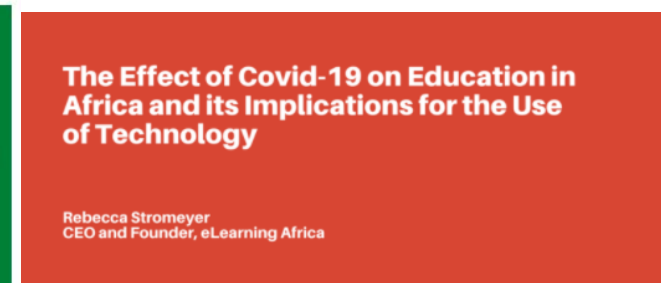 The Effect of Covid-19 on Education in
Africa and its Implications for the Use
of Technology
Rebecca Stromeyer
CEO and Founder, eLearning Africa